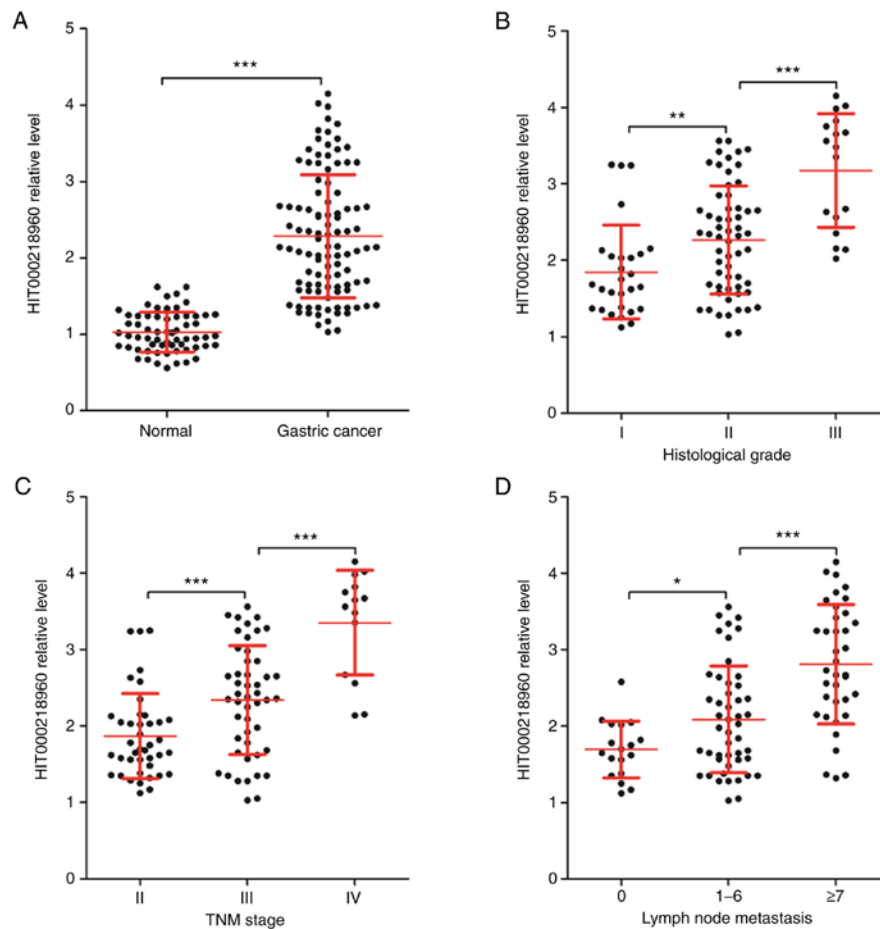 A
HIT000218960 relative level
5
4
3
2
1
0
***
Normal
Gastric cancer
B
HIT000218960 relative level
5
4
3
2
1
0
**
***
I
II
III
Histological grade
C
HIT000218960 relative level
5
4
3
2
1
0
***
***
II
III
IV
TNM stage
D
HIT000218960 relative level
5
4
3
2
1
0
*
***
0
1–6
≥7
Lymph node metastasis